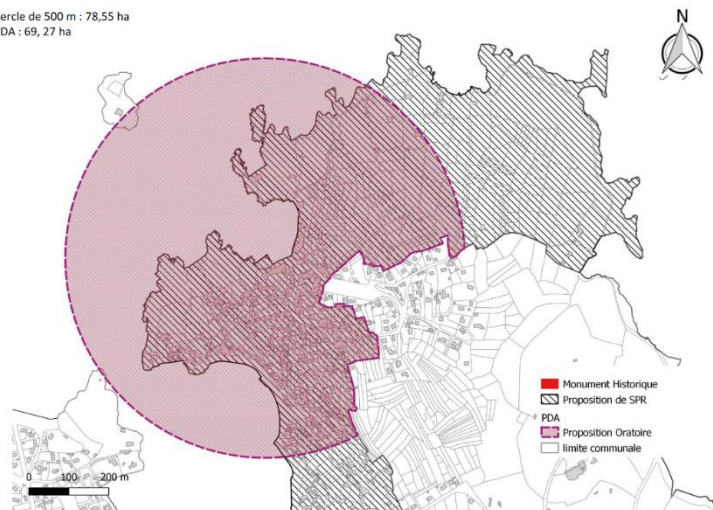 ercle de 500 m : 78,55 ha
DA : 69, 27 ha
N
Monument Historique
Proposition de SPR
PDA
Proposition Oratoire
limite communale
0 100 200 m